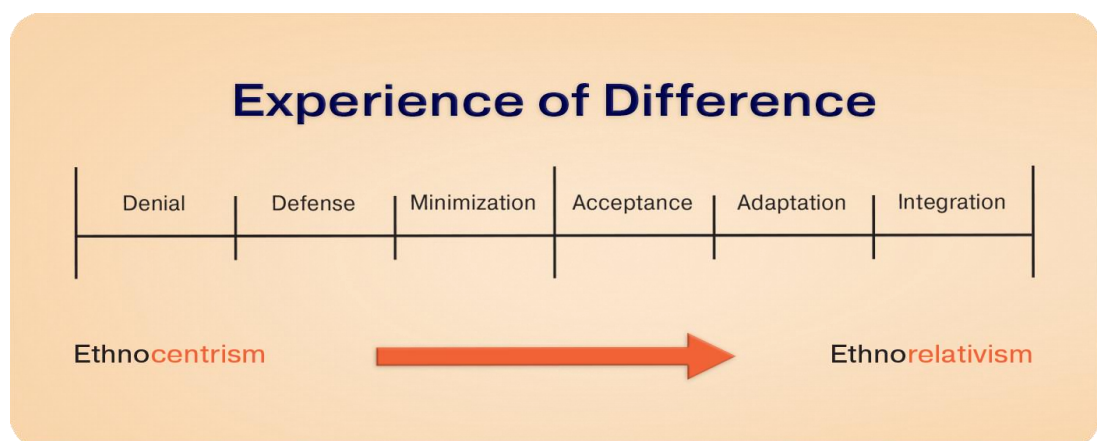 Experience of Difference
Denial Defense Minimization Acceptance Adaptation Integration
Ethnocentrism Ethnorelativism